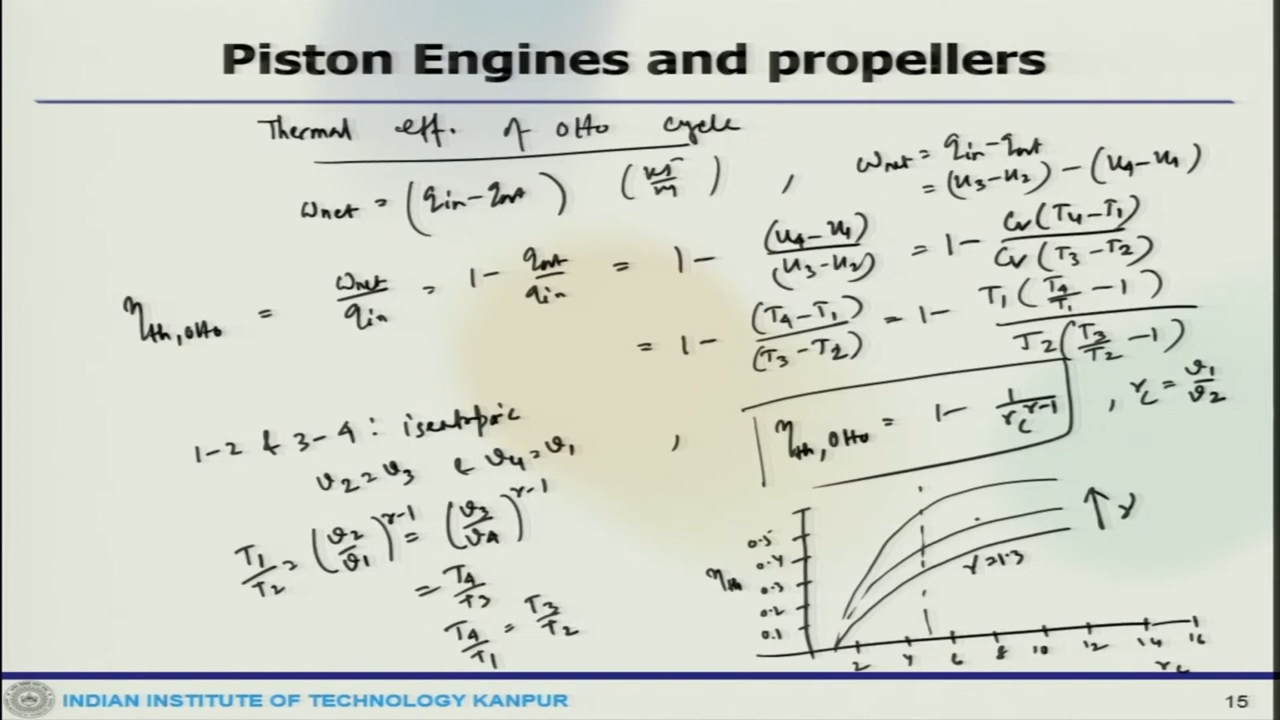 Piston Engines and propellers
Thermal eff. of Otto cycle
ωnet = (qin − qout) (kJ/m) , ωnet = qin − qout
= (u3 − u2) − (u4 − u1)
ηth,Otto = ωnet/qin = 1 − qout/qin = 1 − (u4 − u1)/(u3 − u2) = 1 − Cv(T4 − T1)/Cv(T3 − T2)
= 1 − (T4 − T1)/(T3 − T2) = 1 − T1(T4/T1 − 1)/T2(T3/T2 − 1)
1-2 & 3-4 : isentropic , ηth,Otto = 1 − 1/rc^γ−1 , rc = v1/v2
v2 = v3 & v4 = v1
T1/T2 = (v2/v1)^γ−1 = (v3/v4)^γ−1
= T4/T3
T4/T1 = T3/T2
ηth
0.5
0.4
0.3
0.2
0.1
γ=1.3
↑ γ
2 4 6 8 10 12 14 16
rc
INDIAN INSTITUTE OF TECHNOLOGY KANPUR
15